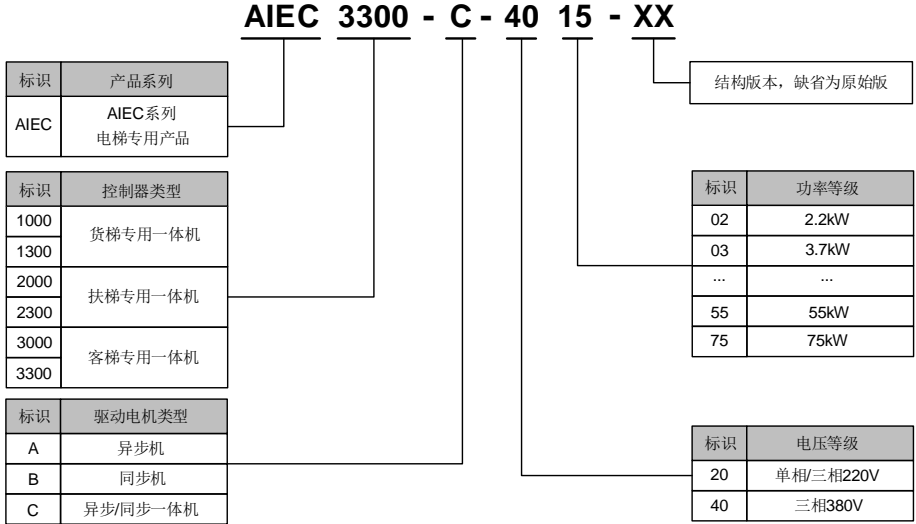 AIEC 3300 - C - 40 15 - XX
标识 产品系列
AIEC AIEC系列
电梯专用产品
结构版本，缺省为原始版
标识 控制器类型
1000
货梯专用一体机
1300
2000
扶梯专用一体机
2300
3000
客梯专用一体机
3300
标识 功率等级
02 2.2kW
03 3.7kW
... ...
55 55kW
75 75kW
标识 驱动电机类型
A 异步机
B 同步机
C 异步/同步一体机
标识 电压等级
20 单相/三相220V
40 三相380V